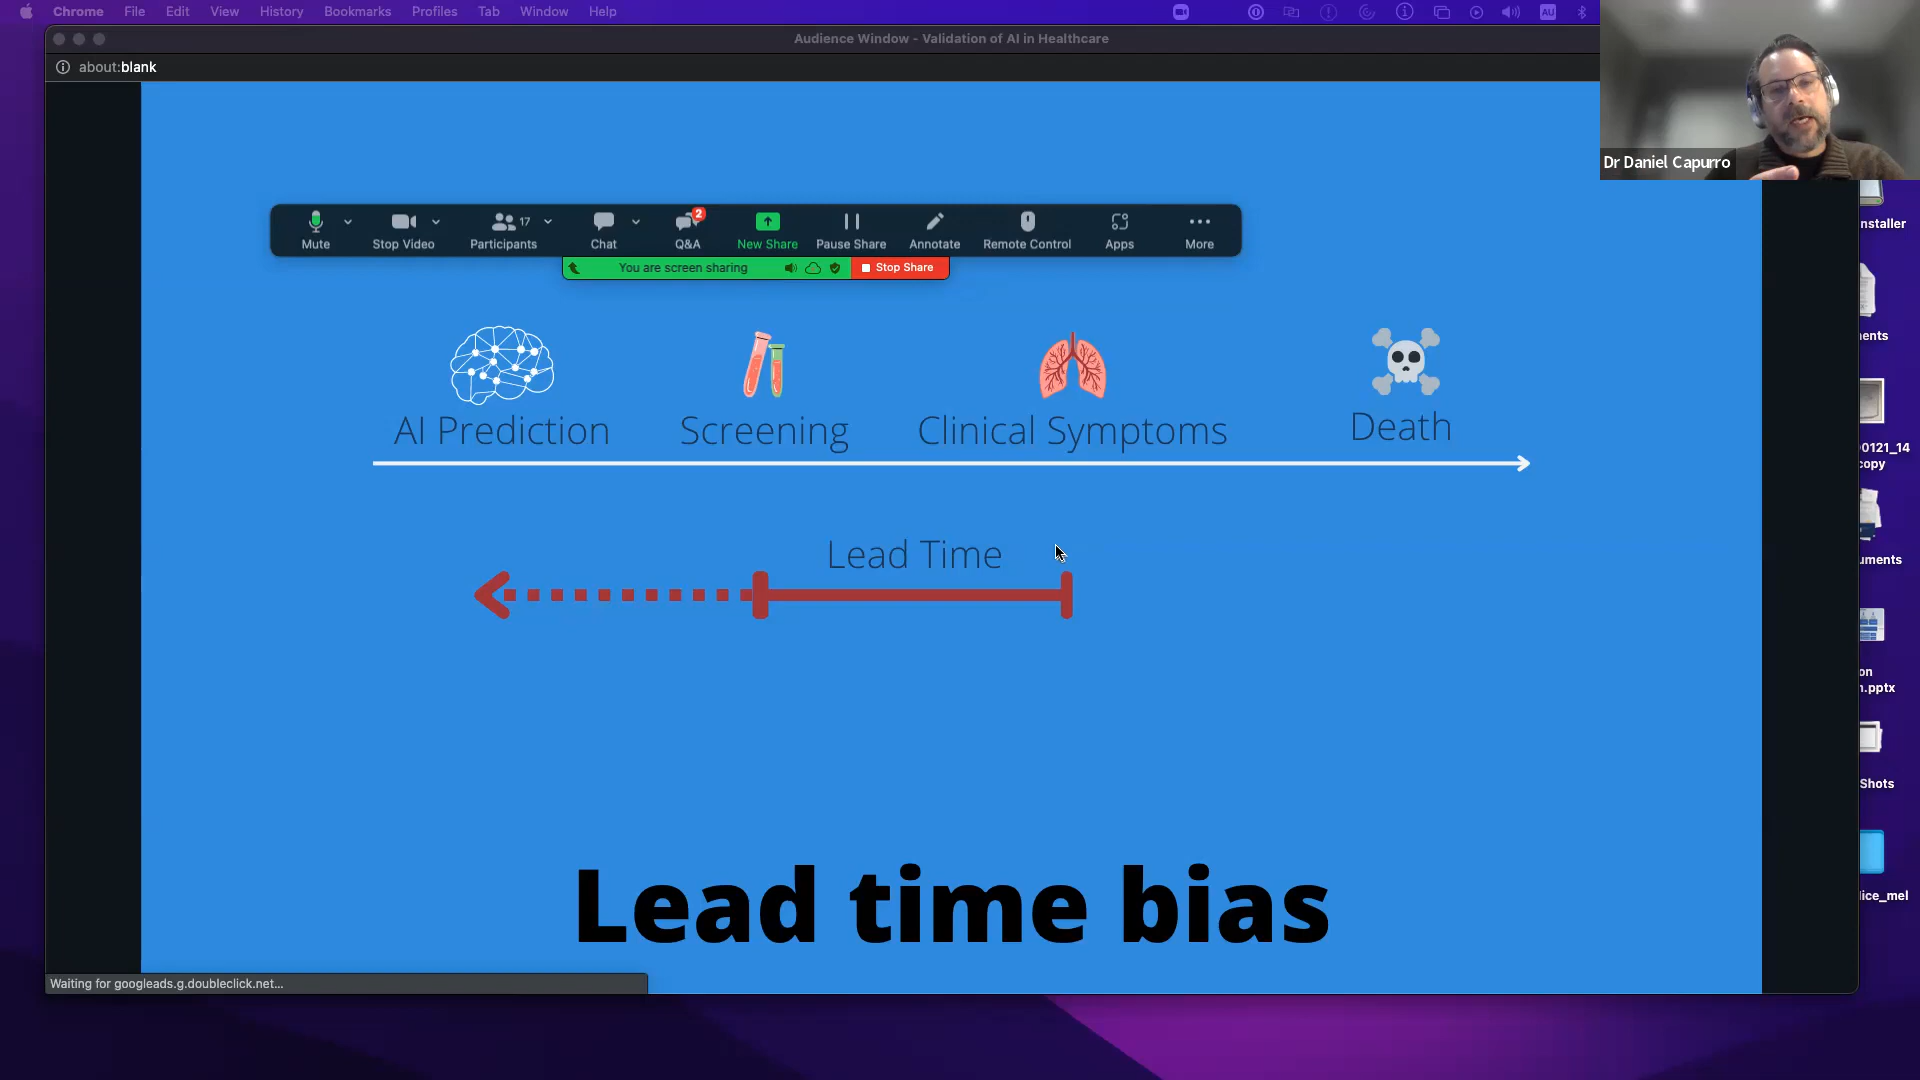 Chrome File Edit View History Bookmarks Profiles Tab Window Help
AU
Audience Window - Validation of AI in Healthcare
about:blank
Dr Daniel Capurro
Mute
Stop Video
17
Participants
Chat
2
Q&A
New Share
Pause Share
Annotate
Remote Control
Apps
More
You are screen sharing
Stop Share
AI Prediction
Screening
Clinical Symptoms
Death
Lead Time
Lead time bias
Waiting for googleads.g.doubleclick.net...
nstaller
ents
0121_14
copy
uments
on
n.pptx
Shots
lice_mel